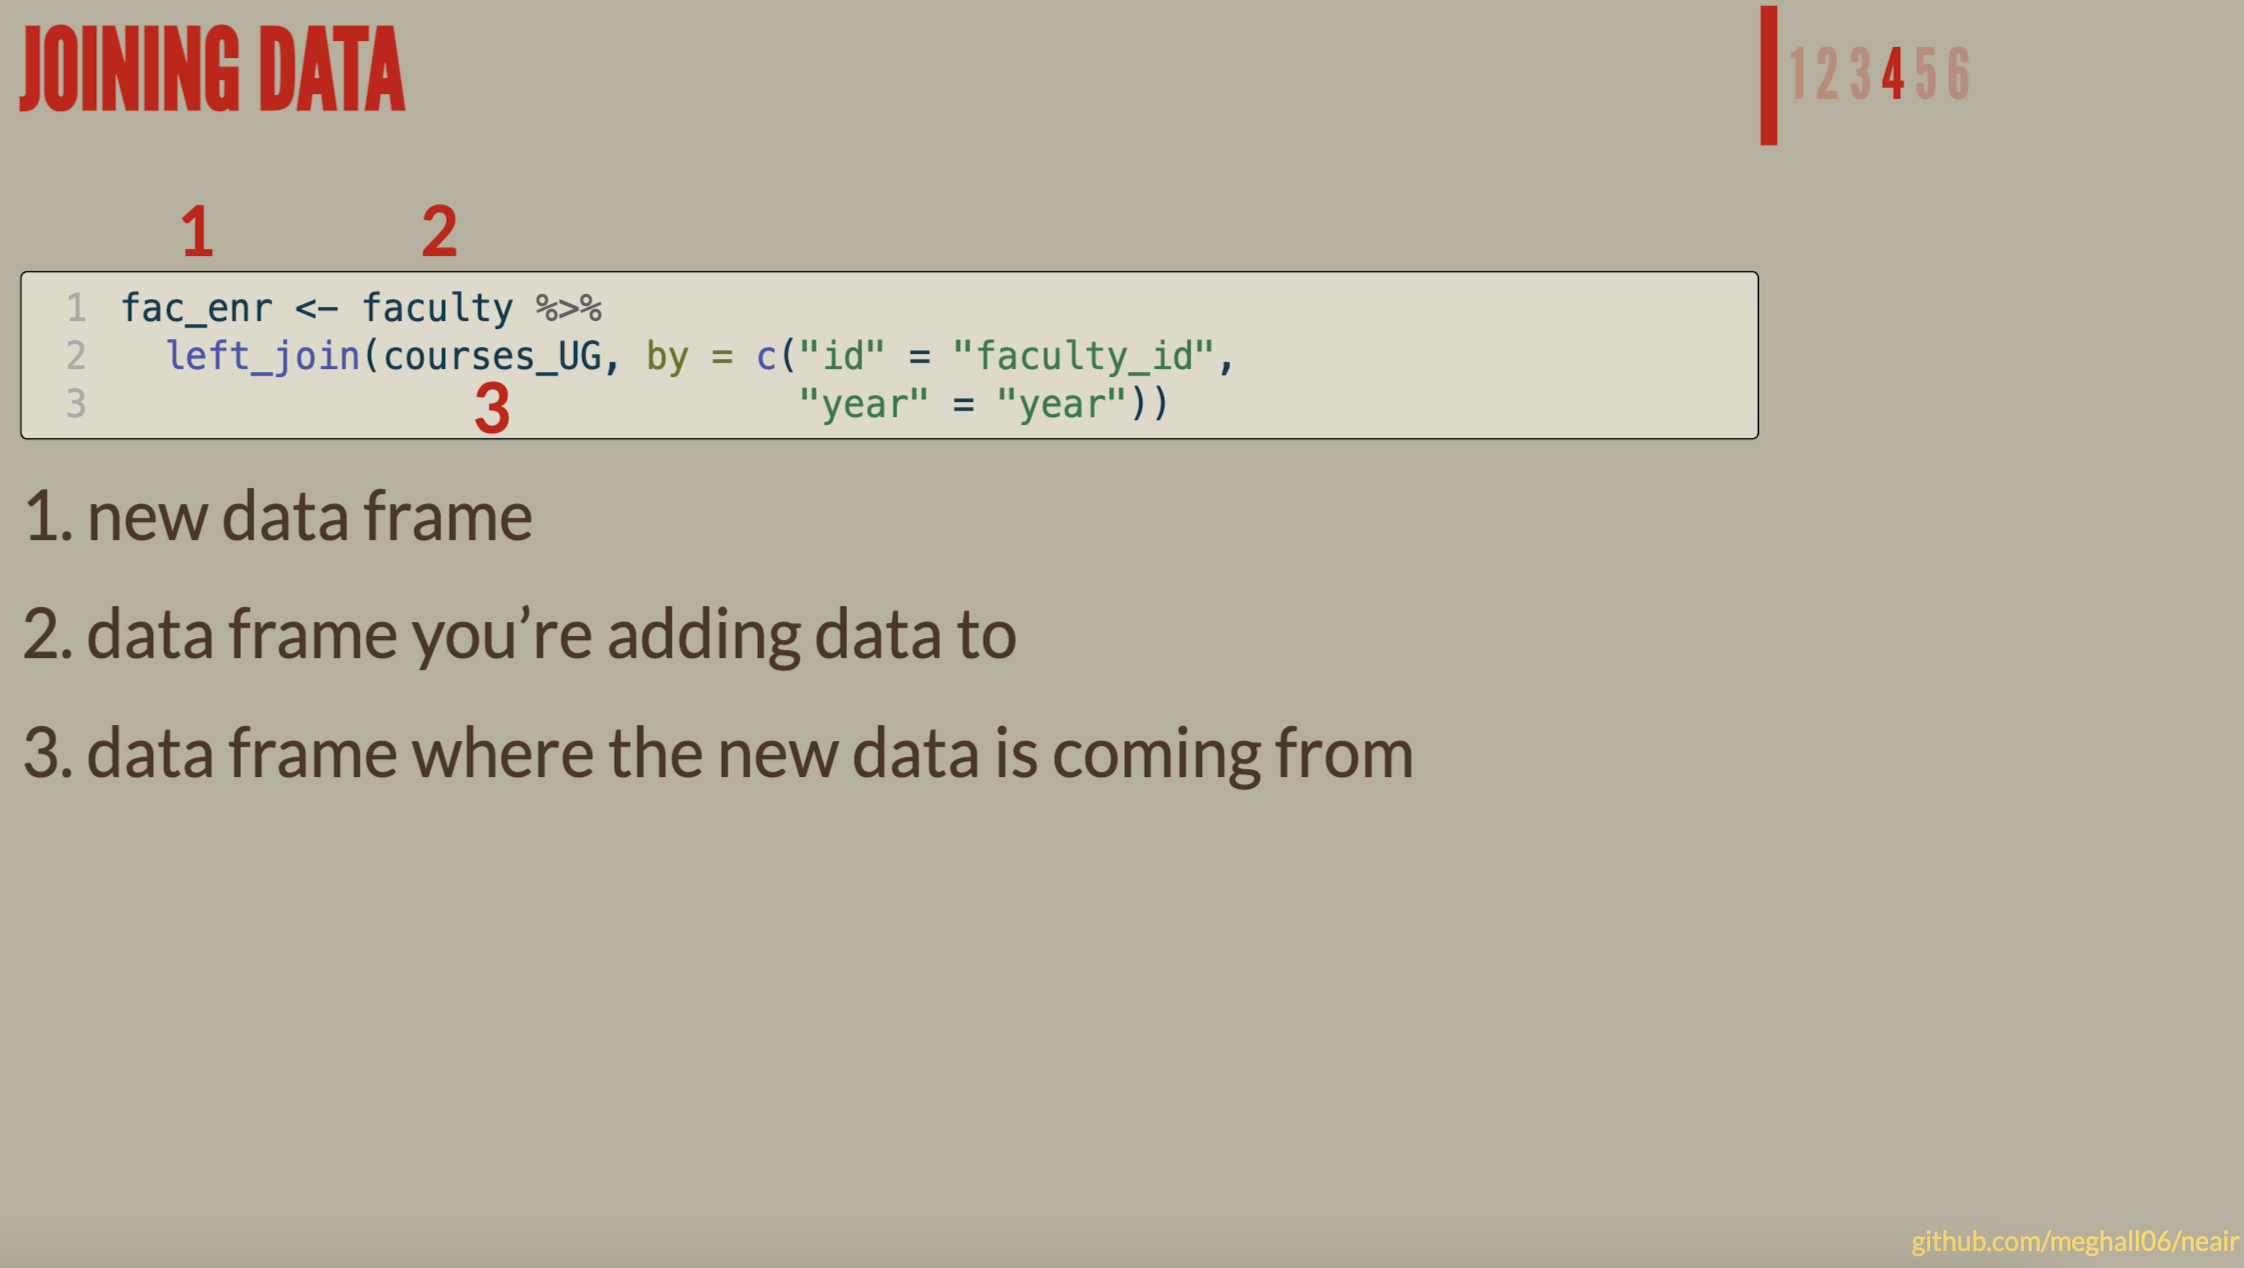 JOINING DATA
1 2 3 4 5 6
1 2
1 fac_enr <- faculty %>%
2 left_join(courses_UG, by = c("id" = "faculty_id",
3 "year" = "year"))
3
1. new data frame
2. data frame you’re adding data to
3. data frame where the new data is coming from
github.com/meghall06/neair